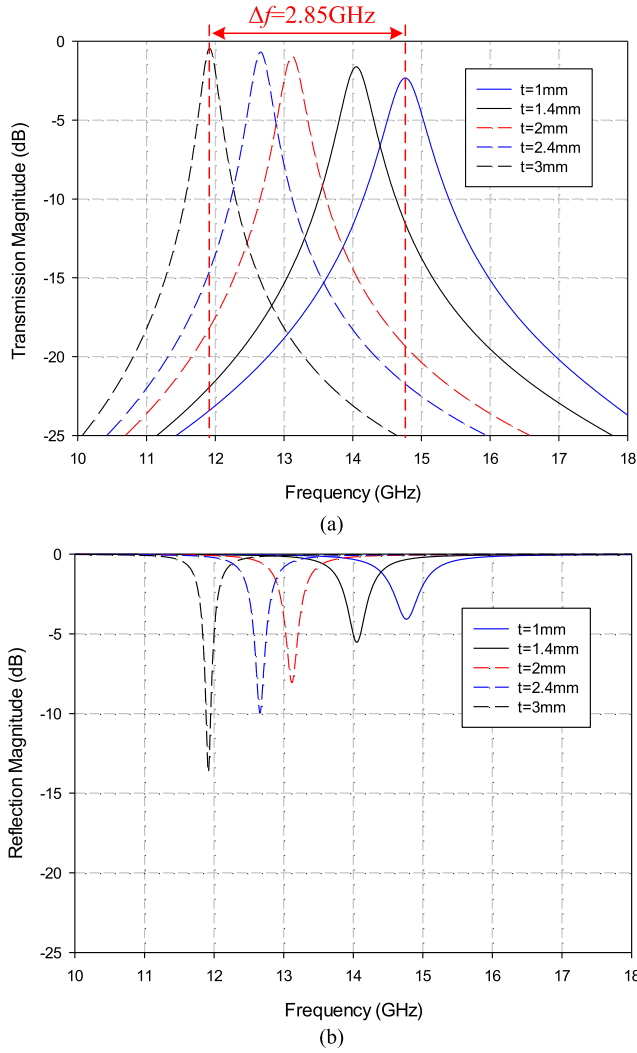 Δf=2.85GHz
0
-5
-10
-15
-20
-25
Transmission Magnitude (dB)
t=1mm
t=1.4mm
t=2mm
t=2.4mm
t=3mm
10 11 12 13 14 15 16 17 18
Frequency (GHz)
(a)
0
-5
-10
-15
-20
-25
Reflection Magnitude (dB)
t=1mm
t=1.4mm
t=2mm
t=2.4mm
t=3mm
10 11 12 13 14 15 16 17 18
Frequency (GHz)
(b)